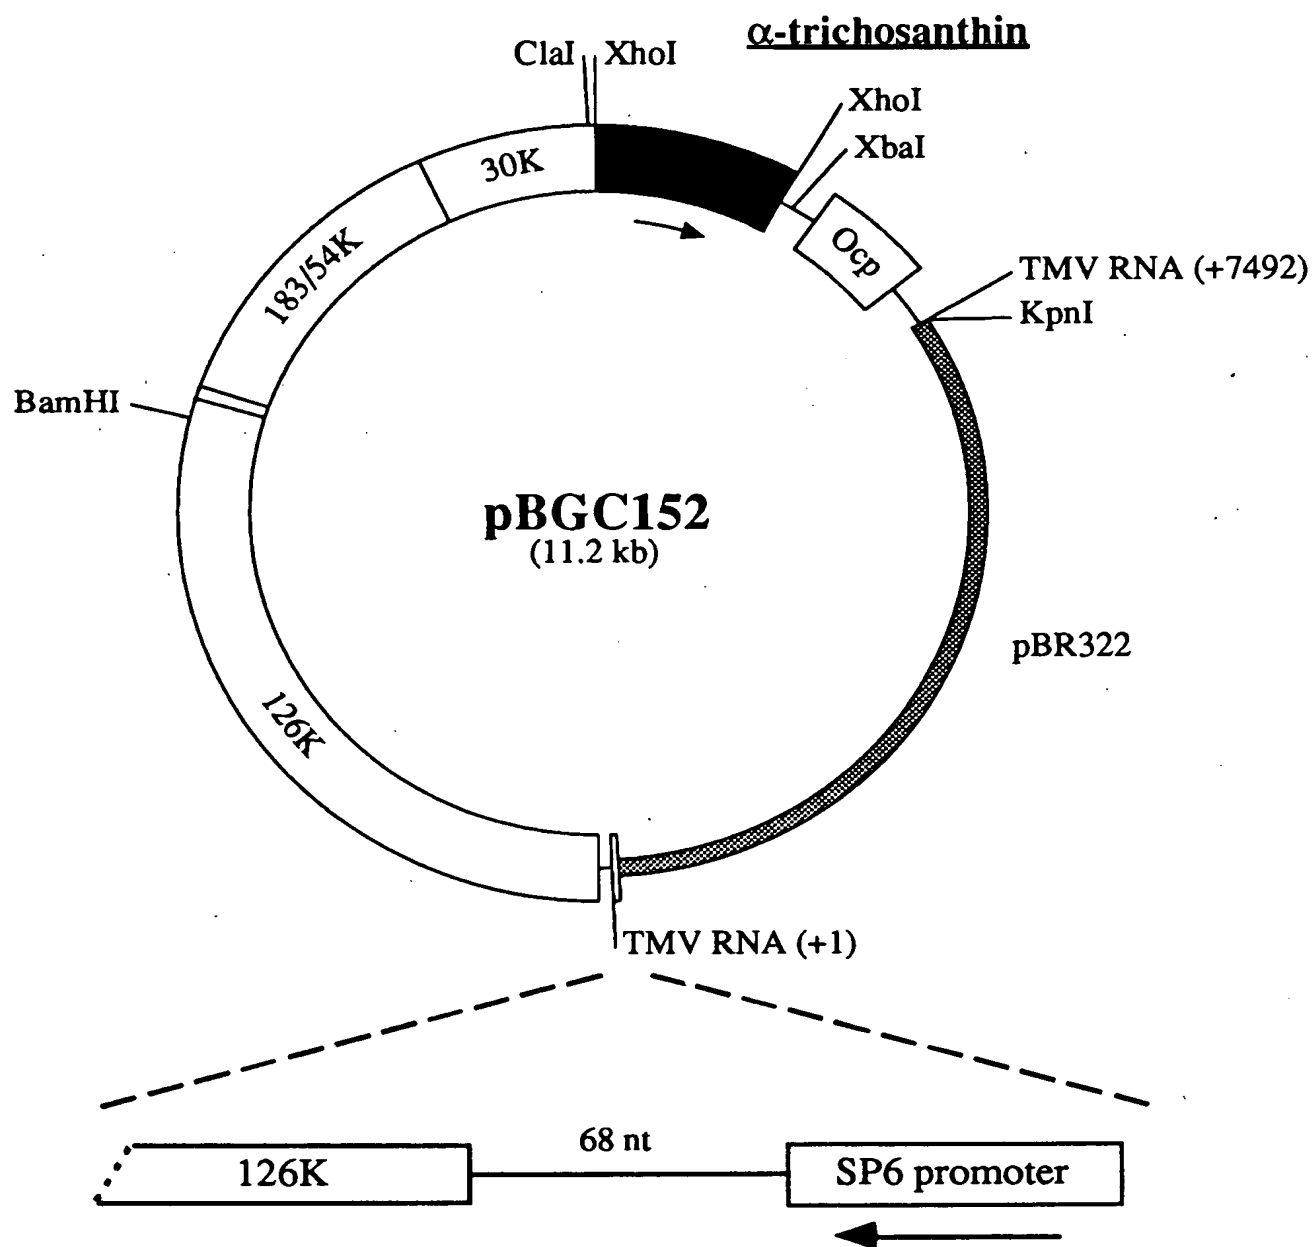 α-trichosanthin
ClaI
XhoI
XhoI
XbaI
30K
Ocp
183/54K
TMV RNA (+7492)
KpnI
BamHI
pBGC152
(11.2 kb)
pBR322
126K
TMV RNA (+1)
68 nt
126K
SP6 promoter